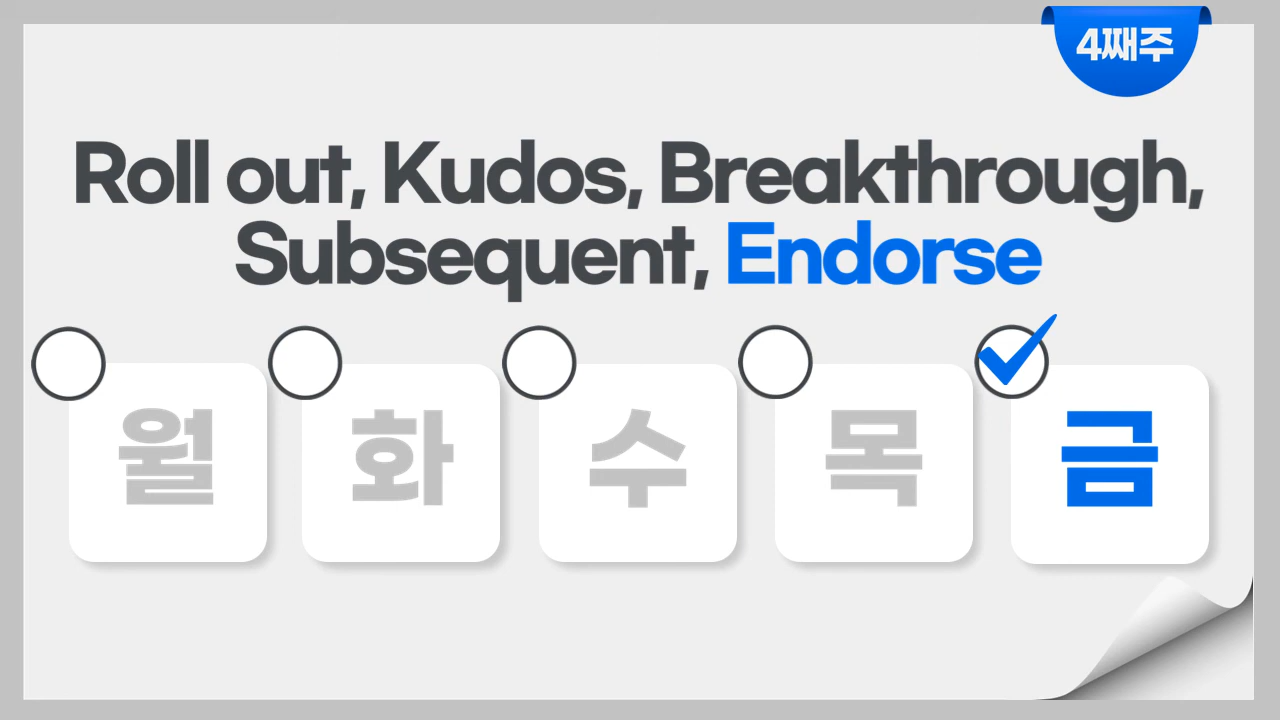 4째주
Roll out, Kudos, Breakthrough,
Subsequent, Endorse
월 화 수 목 금